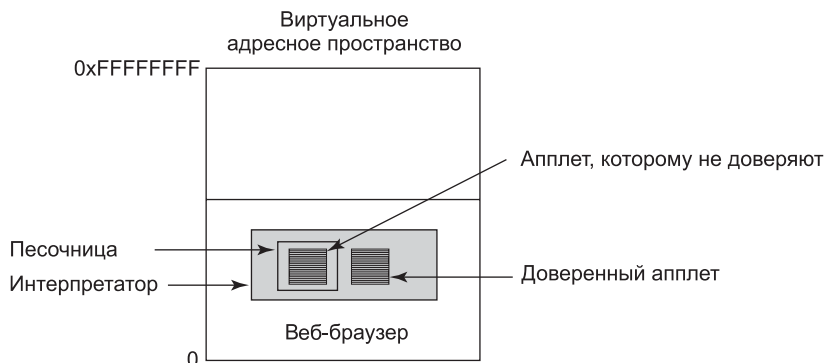 Виртуальное
адресное пространство
0xFFFFFFFF
Апплет, которому не доверяют
Песочница
Интерпретатор
Доверенный апплет
Веб-браузер
0